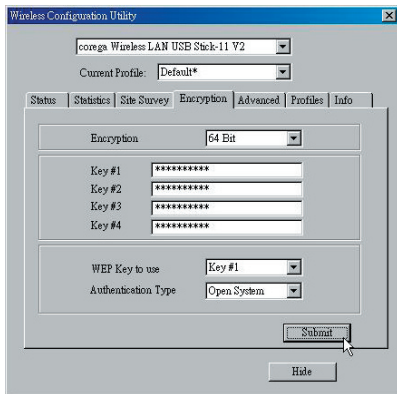 Wireless Configuration Utility
corega Wireless LAN USB Stick-11 V2
Current Profile: Default*
Status Statistics Site Survey Encryption Advanced Profiles Info
Encryption 64 Bit
Key #1 **********
Key #2 **********
Key #3 **********
Key #4 **********
WEP Key to use Key #1
Authentication Type Open System
Submit
Hide